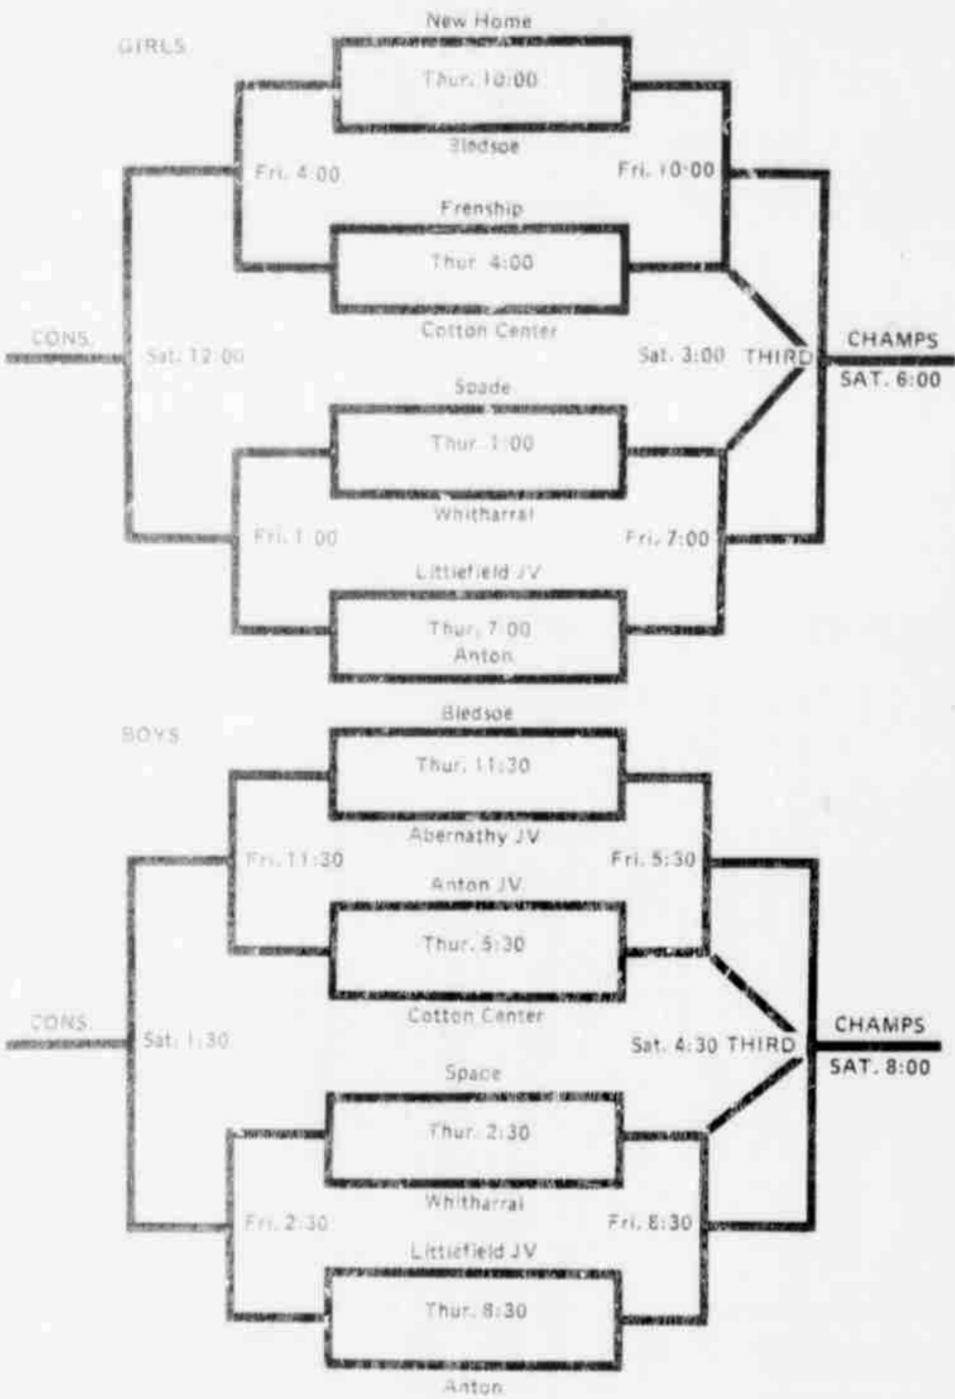 New Home
GIRLS
Thur. 10:00
Bledsoe
Fri. 4:00
Fri. 10:00
Frenship
Thur. 4:00
Cotton Center
CONS.
Sat. 12:00
Sat. 3:00 THIRD
CHAMPS
SAT. 6:00
Spade
Thur. 1:00
Whitharral
Fri. 1:00
Fri. 7:00
Littlefield JV
Thur. 7:00
Anton
Bledsoe
BOYS
Thur. 11:30
Abernathy JV
Fri. 11:30
Fri. 5:30
Anton JV
Thur. 5:30
Cotton Center
CONS.
Sat. 1:30
Sat. 4:30 THIRD
CHAMPS
SAT. 8:00
Spade
Thur. 2:30
Whitharral
Fri. 2:30
Fri. 8:30
Littlefield JV
Thur. 8:30
Anton